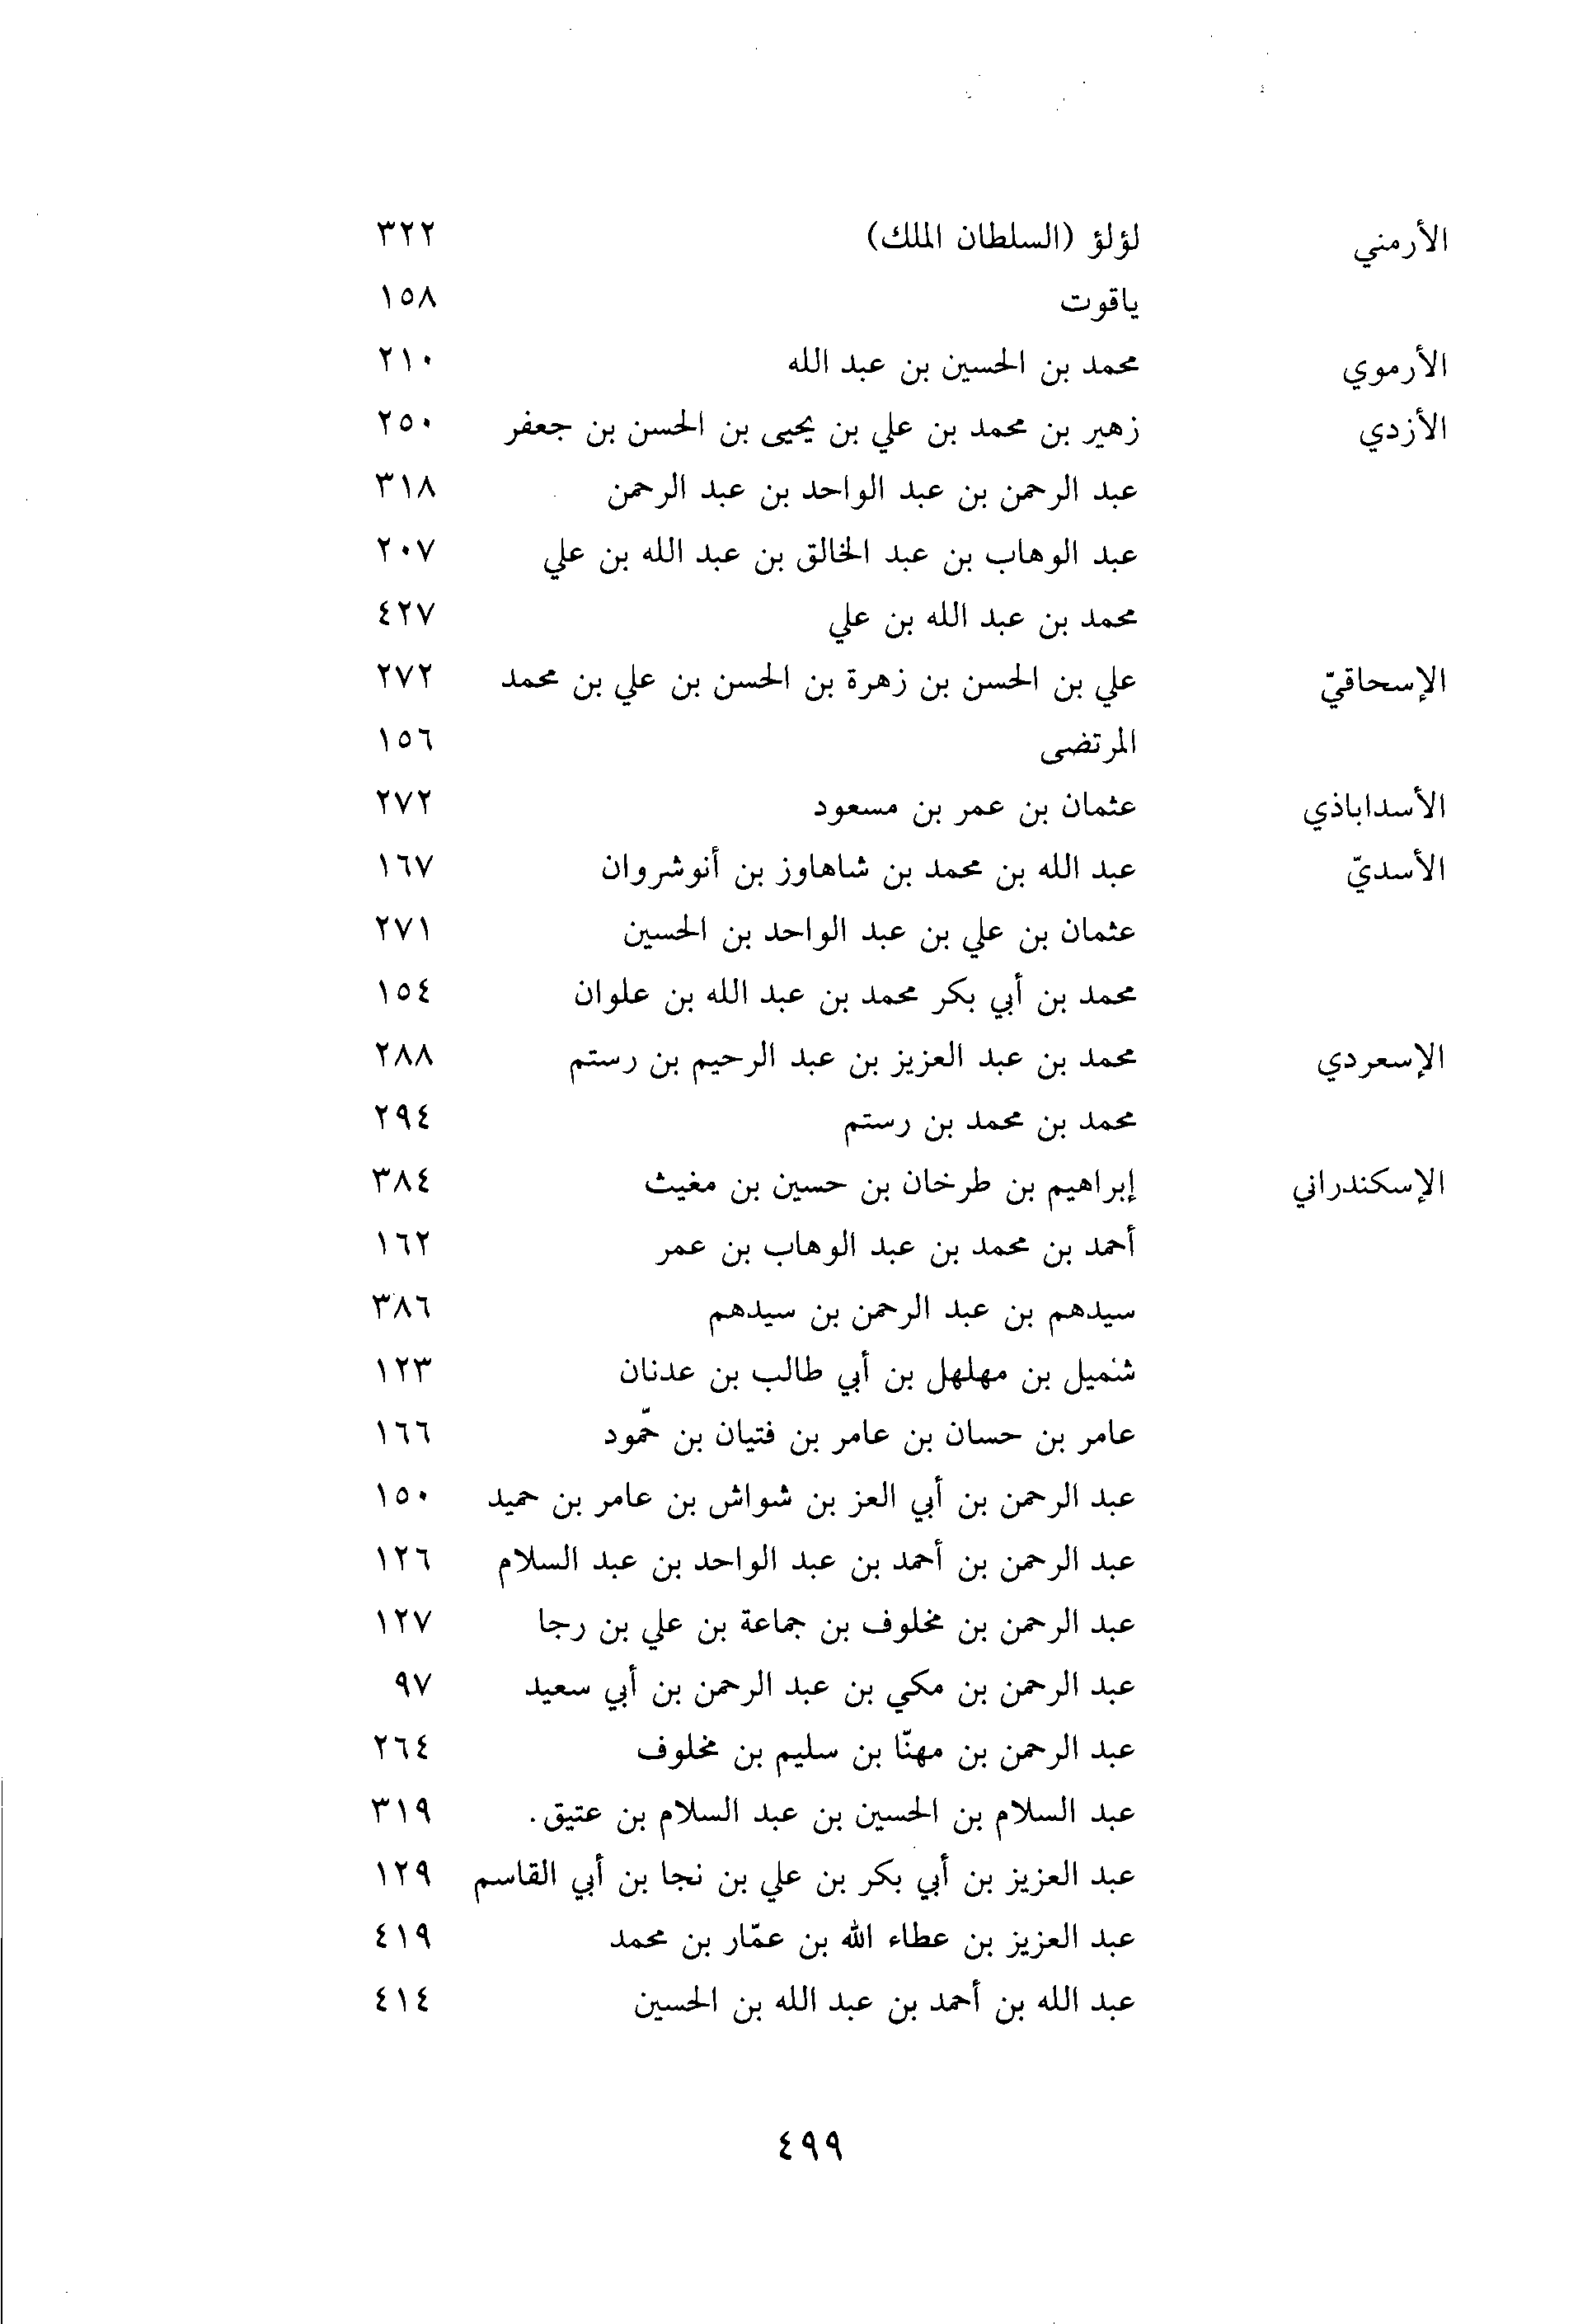 الأرمني لؤلؤ (السلطان الملك) ٣٢٢
ياقوت ١٥٨
الأرموي محمد بن الحسين بن عبد الله ٢١٠
الأزدي زهير بن محمد بن علي بن يحيى بن الحسن بن جعفر ٢٥٠
عبد الرحمن بن عبد الواحد بن عبد الرحمن ٣١٨
عبد الوهاب بن عبد الخالق بن عبد الله بن علي ٢٠٧
محمد بن عبد الله بن علي ٤٢٧
الإسحاقيّ علي بن الحسن بن زهرة بن الحسن بن علي بن محمد ٢٧٢
المرتضى ١٥٦
الأسداباذي عثمان بن عمر بن مسعود ٢٧٢
الأسديّ عبد الله بن محمد بن شاهاوز بن أنوشروان ١٦٧
عثمان بن علي بن عبد الواحد بن الحسين ٢٧١
محمد بن أبي بكر محمد بن عبد الله بن علوان ١٥٤
الإسعردي محمد بن عبد العزيز بن عبد الرحيم بن رستم ٢٨٨
محمد بن محمد بن رستم ٢٩٤
الإسكندراني إبراهيم بن طرخان بن حسين بن مغيث ٣٨٤
أحمد بن محمد بن عبد الوهاب بن عمر ١٦٢
سيدهم بن عبد الرحمن بن سيدهم ٣٨٦
شنميل بن مهلهل بن أبي طالب بن عدنان ١٢٣
عامر بن حسان بن عامر بن فتيان بن حمّود ١٦٦
عبد الرحمن بن أبي العز بن شواش بن عامر بن حميد ١٥٠
عبد الرحمن بن أحمد بن عبد الواحد بن عبد السلام ١٢٦
عبد الرحمن بن مخلوف بن جماعة بن علي بن رجا ١٢٧
عبد الرحمن بن مكي بن عبد الرحمن بن أبي سعيد ٩٧
عبد الرحمن بن مهنّا بن سليم بن مخلوف ٢٦٤
عبد السلام بن الحسين بن عبد السلام بن عتيق. ٣١٩
عبد العزيز بن أبي بكر بن علي بن نجا بن أبي القاسم ١٢٩
عبد العزيز بن عطاء الله بن عمّار بن محمد ٤١٩
عبد الله بن أحمد بن عبد الله بن الحسين ٤١٤
٤٩٩